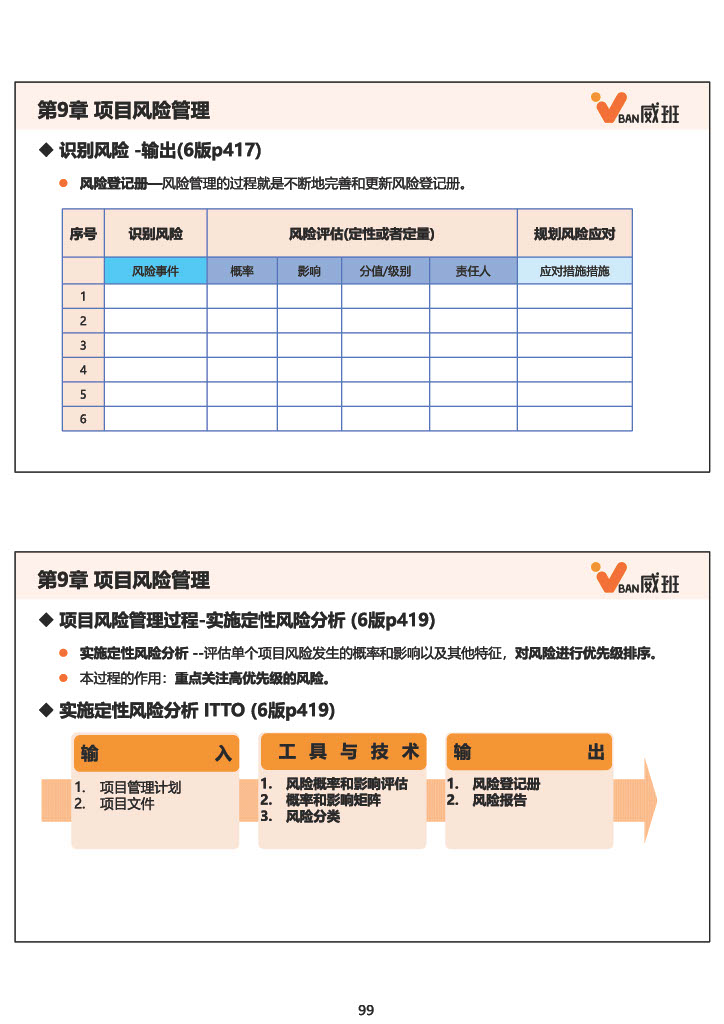 第9章 项目风险管理
VBAN威班
◆ 识别风险 -输出(6版p417)
● 风险登记册—风险管理的过程就是不断地完善和更新风险登记册。
序号 识别风险 风险评估(定性或者定量) 规划风险应对
风险事件 概率 影响 分值/级别 责任人 应对措施措施
1
2
3
4
5
6
第9章 项目风险管理
VBAN威班
◆ 项目风险管理过程-实施定性风险分析 (6版p419)
● 实施定性风险分析 --评估单个项目风险发生的概率和影响以及其他特征，对风险进行优先级排序。
● 本过程的作用：重点关注高优先级的风险。
◆ 实施定性风险分析 ITTO (6版p419)
输 入
1. 项目管理计划
2. 项目文件
工 具 与 技 术
1. 风险概率和影响评估
2. 概率和影响矩阵
3. 风险分类
输 出
1. 风险登记册
2. 风险报告
99